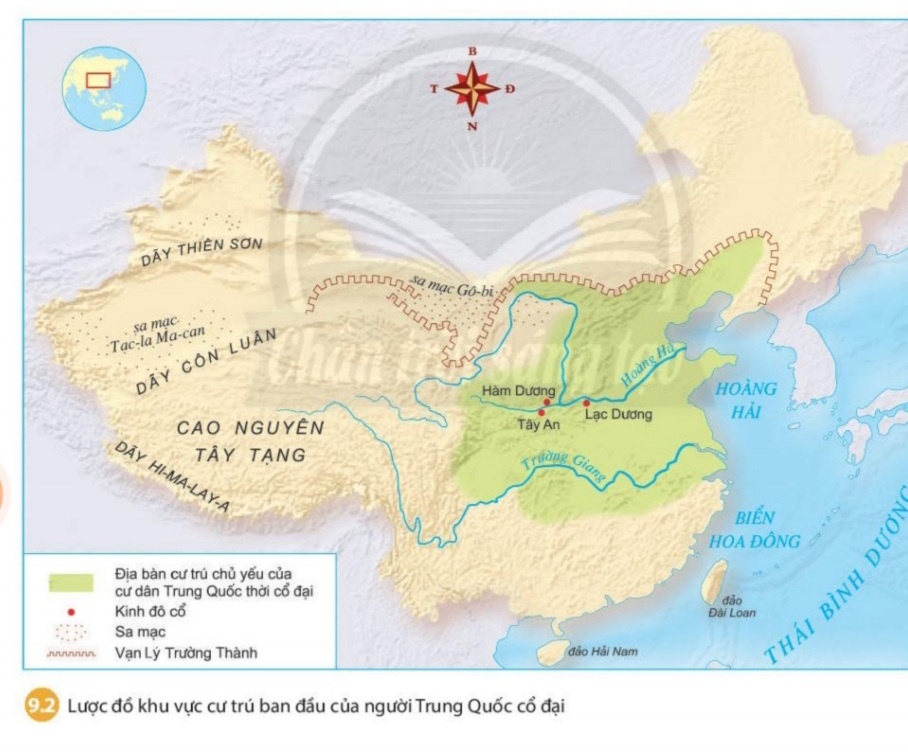 B
T
Đ
N
DÃY THIÊN SƠN
sa mạc Gô-bi
sa mạc
Tac-la Ma-can
DÃY CÔN LUÂN
Chân trời sáng tạo
Hoàng Hà
Hàm Dương
Lạc Dương
Tây An
HOÀNG
HẢI
CAO NGUYÊN
TÂY TẠNG
DÃY HI-MA-LAY-A
Trường Giang
BIỂN
HOA ĐÔNG
THÁI BÌNH DƯƠNG
đảo
Đài Loan
đảo Hải Nam
Địa bàn cư trú chủ yếu của
cư dân Trung Quốc thời cổ đại
Kinh đô cổ
Sa mạc
Vạn Lý Trường Thành
9.2 Lược đồ khu vực cư trú ban đầu của người Trung Quốc cổ đại